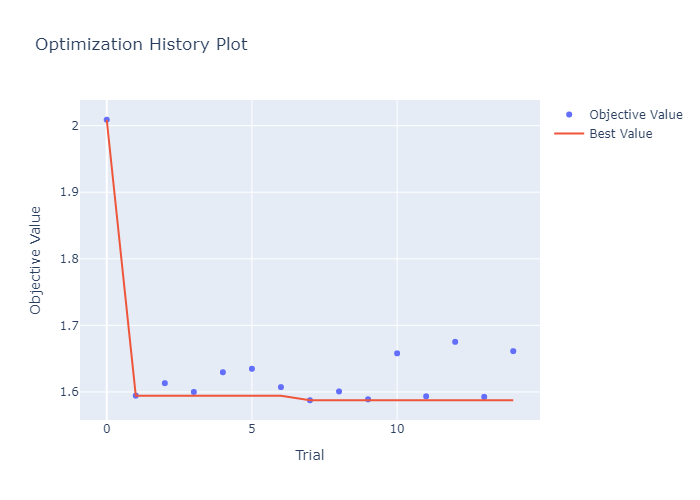 Optimization History Plot
Objective Value
Best Value
2
1.9
1.8
1.7
1.6
Objective Value
0
5
10
Trial